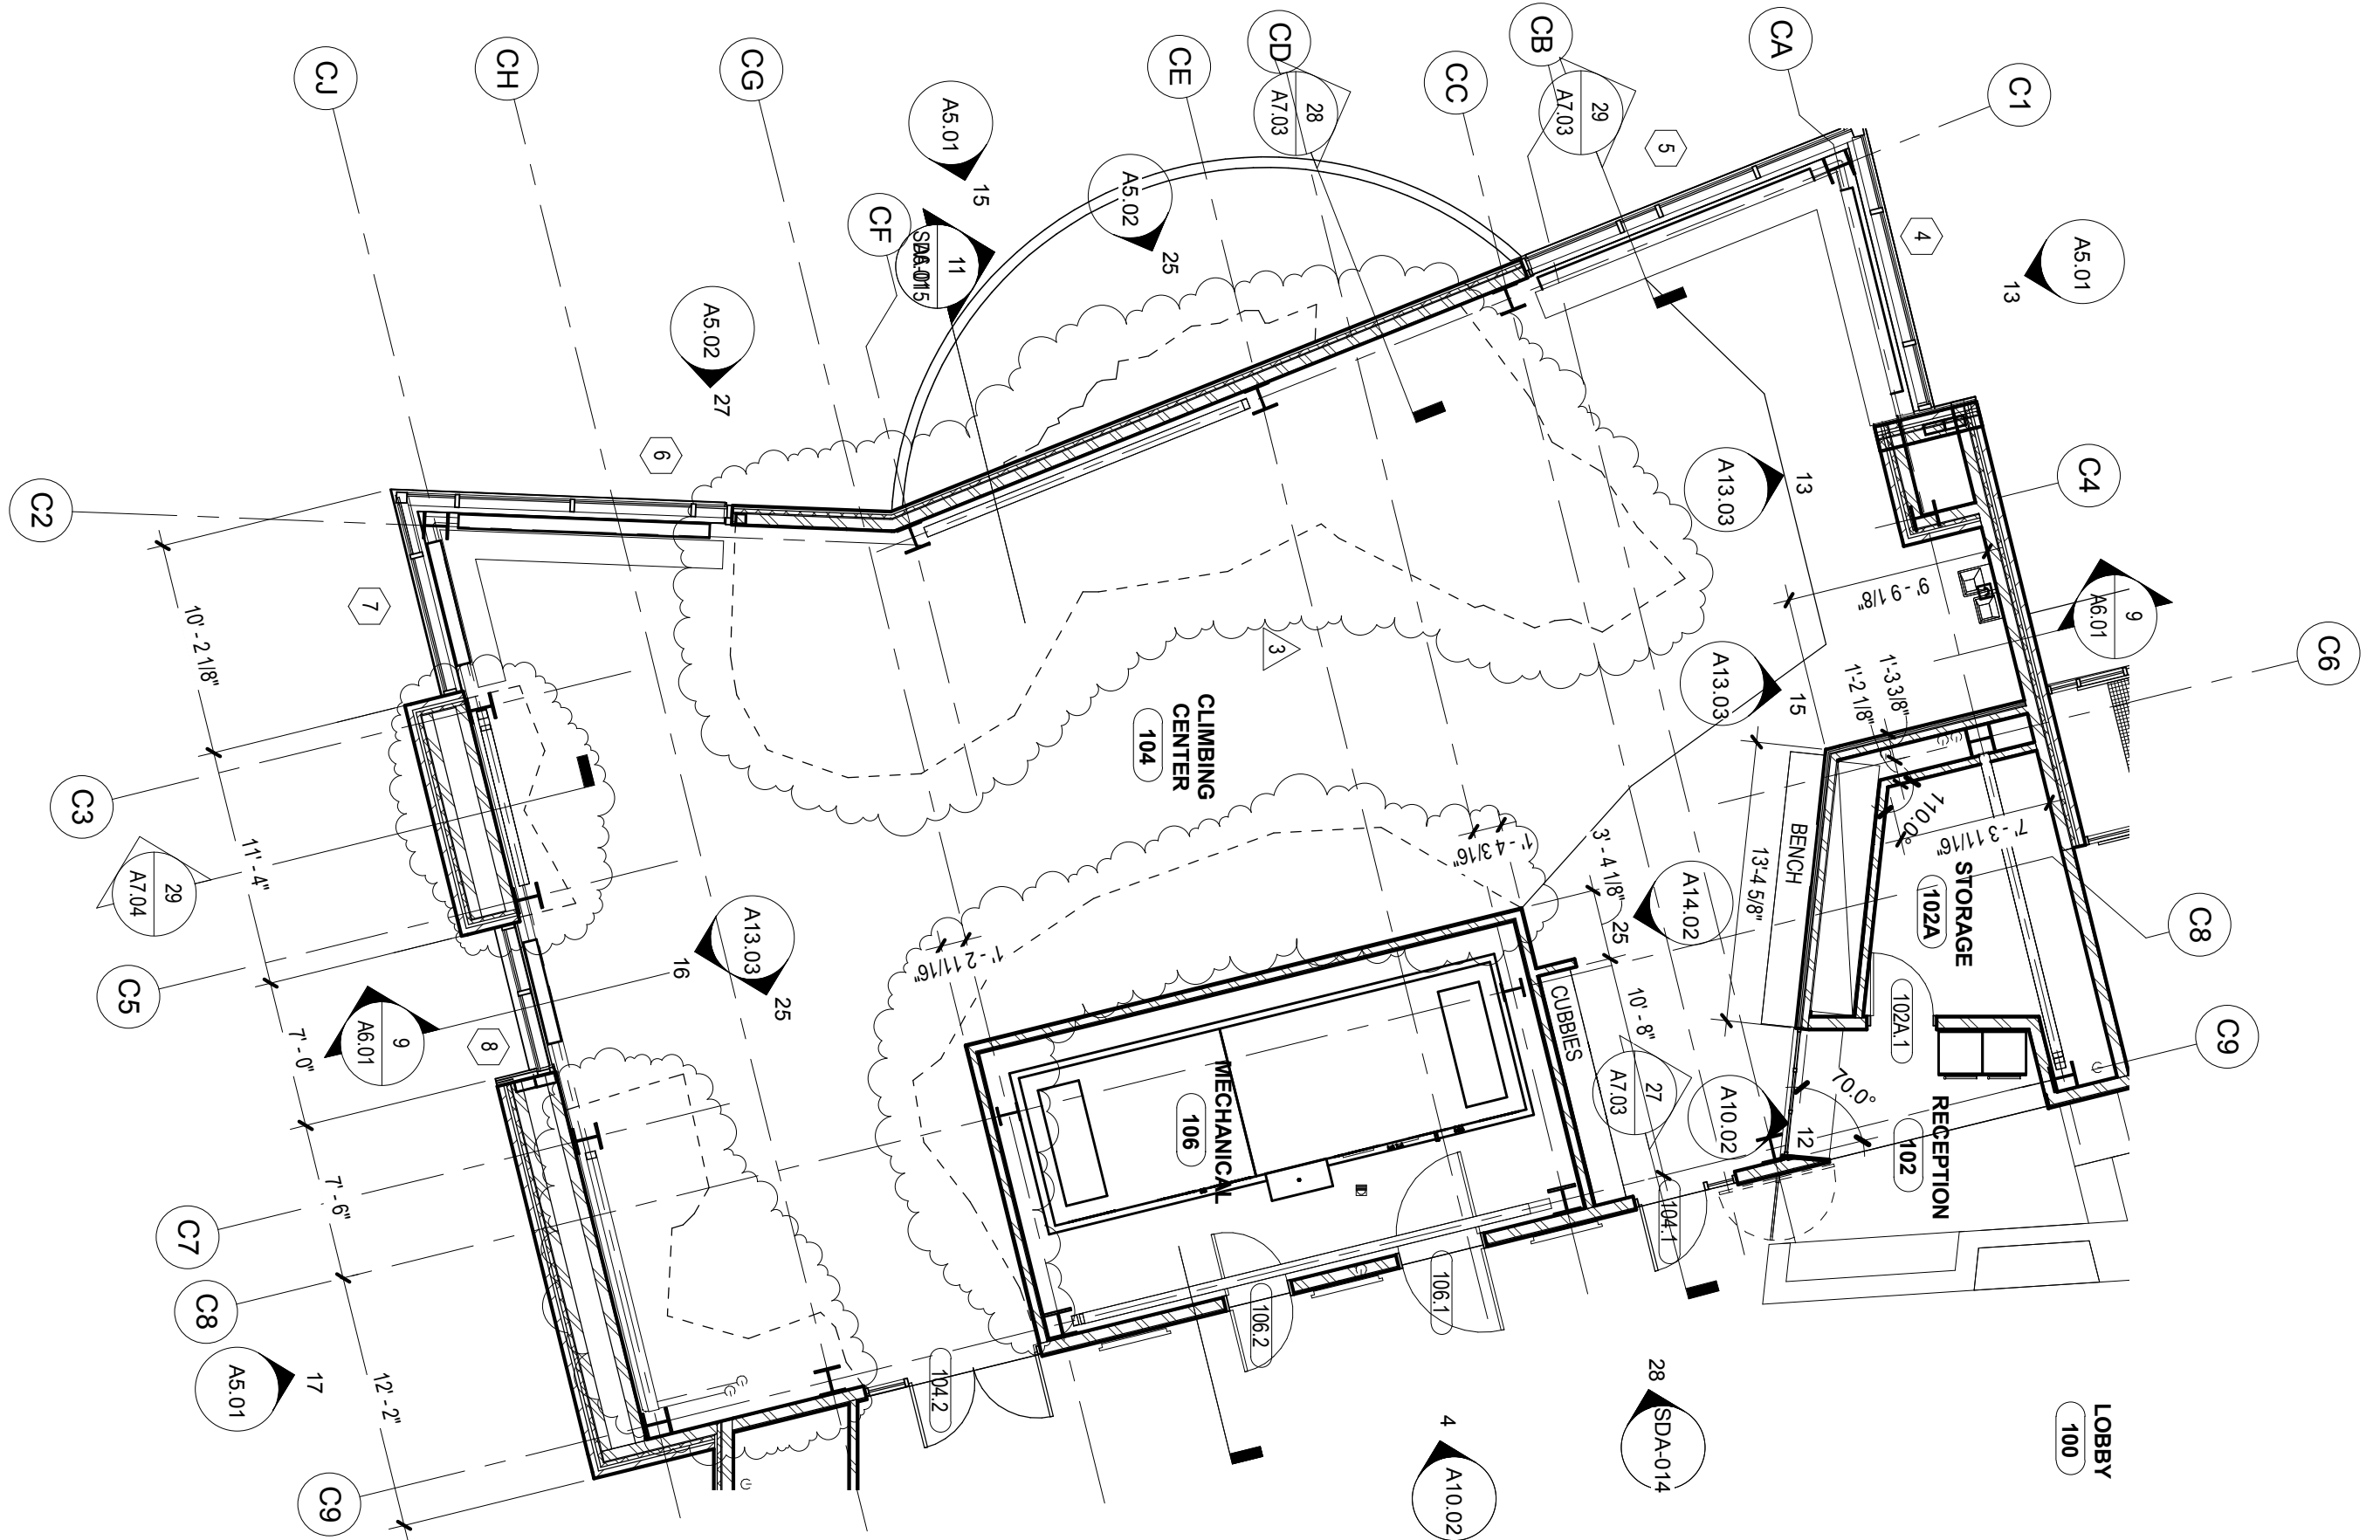 CJ
CH
CG
CF
CE
CD
CC
CB
CA
C1
28
A7.03
29
A7.03
5
4
A5.01
15
A5.02
25
11
A5.02
27
A5.01
13
6
C2
C4
A13.03
13
9' - 9 1/8"
9
A6.01
C6
7
10' - 2 1/8"
3
A13.03
15
1'-3 3/8"
1'-2 1/8"
CLIMBING
CENTER
104
C3
11' - 4"
29
A7.04
1' - 4 3/16"
3' - 4 1/8"
BENCH
13'-4 5/8"
110.0°
7' - 3 11/16"
STORAGE
102A
C8
A14.02
25
A13.03
16
25
1' - 2 11/16"
C5
CUBBIES
10' - 8"
102A.1
C9
9
A6.01
8
7' - 0"
27
A7.03
A10.02
12
70.0°
MECHANICAL
106
RECEPTION
102
7' - 6"
C7
104.1
106.1
106.2
C8
A5.01
17
104.2
12' - 2"
28
SDA-014
4
A10.02
LOBBY
100
C9